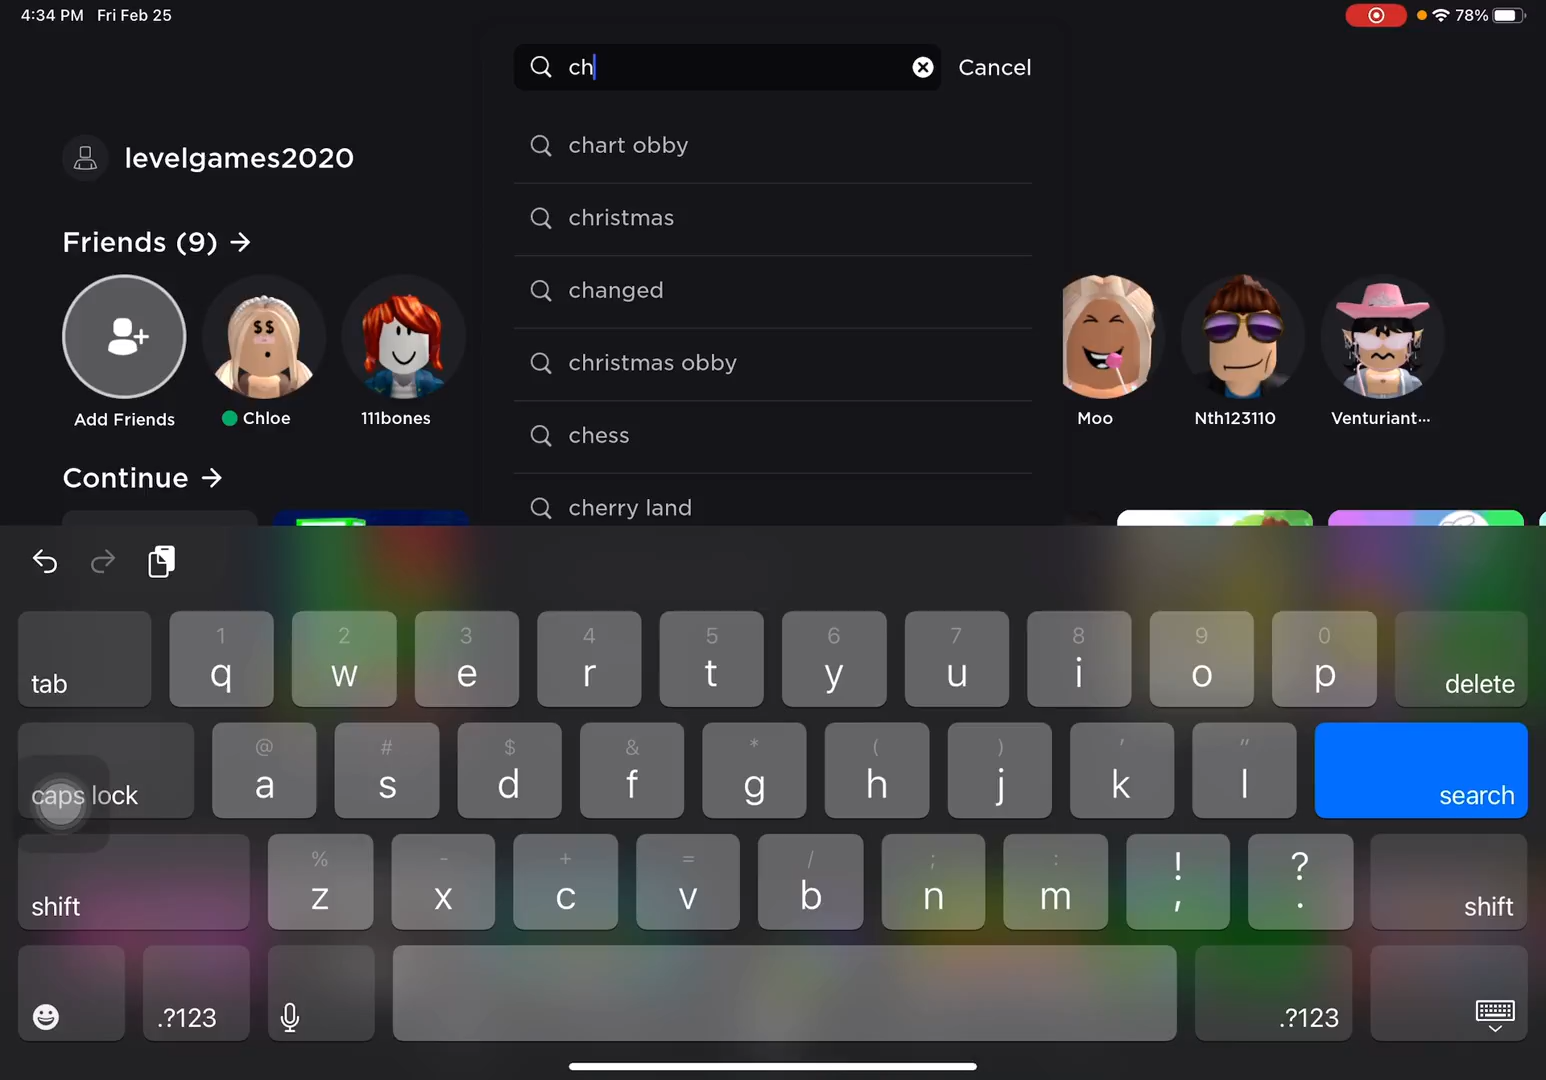 4:34 PM Fri Feb 25
78%
ch
Cancel
levelgames2020
chart obby
christmas
Friends (9) →
changed
christmas obby
$$
Add Friends
Chloe
111bones
chess
Moo
Nth123110
Venturiant...
Continue →
cherry land
1 2 3 4 5 6 7 8 9 0
tab q w e r t y u i o p delete
@ # $ & * ( ) ' "
caps lock a s d f g h j k l search
% - + = / ; : ! ?
shift z x c v b n m , . shift
.?123 .?123